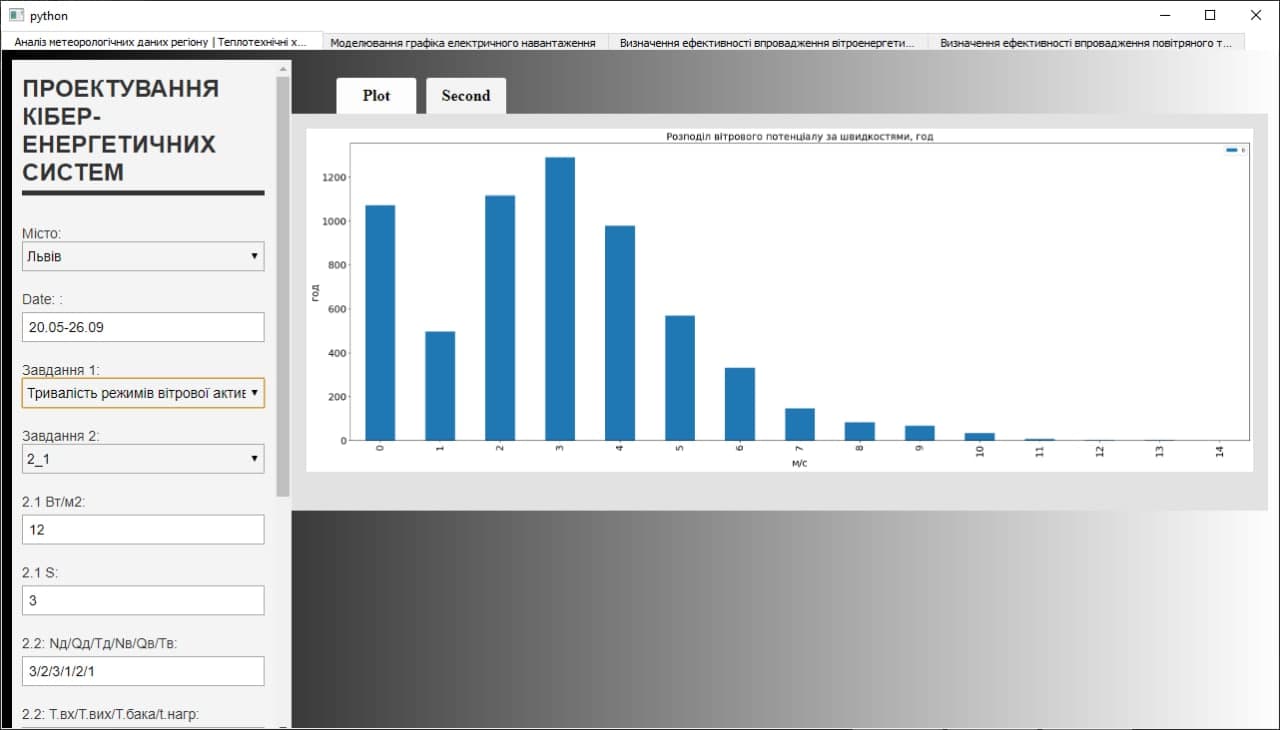 python
Аналіз метеорологічних даних регіону | Теплотехнічні х...
Моделювання графіка електричного навантаження
Визначення ефективності впровадження вітроенергети...
Визначення ефективності впровадження повітряного т...
ПРОЕКТУВАННЯ
КІБЕР-
ЕНЕРГЕТИЧНИХ
СИСТЕМ
Місто:
Львів
Date: :
20.05-26.09
Завдання 1:
Тривалість режимів вітрової актив
Завдання 2:
2_1
2.1 Вт/м2:
12
2.1 S:
3
2.2: Nд/Qд/Tд/Nв/Qв/Tв:
3/2/3/1/2/1
2.2: Т.вх/Т.вих/Т.бака/t.нагр:
Plot
Second
Розподіл вітрового потенціалу за швидкостями, год
1200
1000
800
600
400
200
0
год
0 1 2 3 4 5 6 7 8 9 10 11 12 13 14
м/с